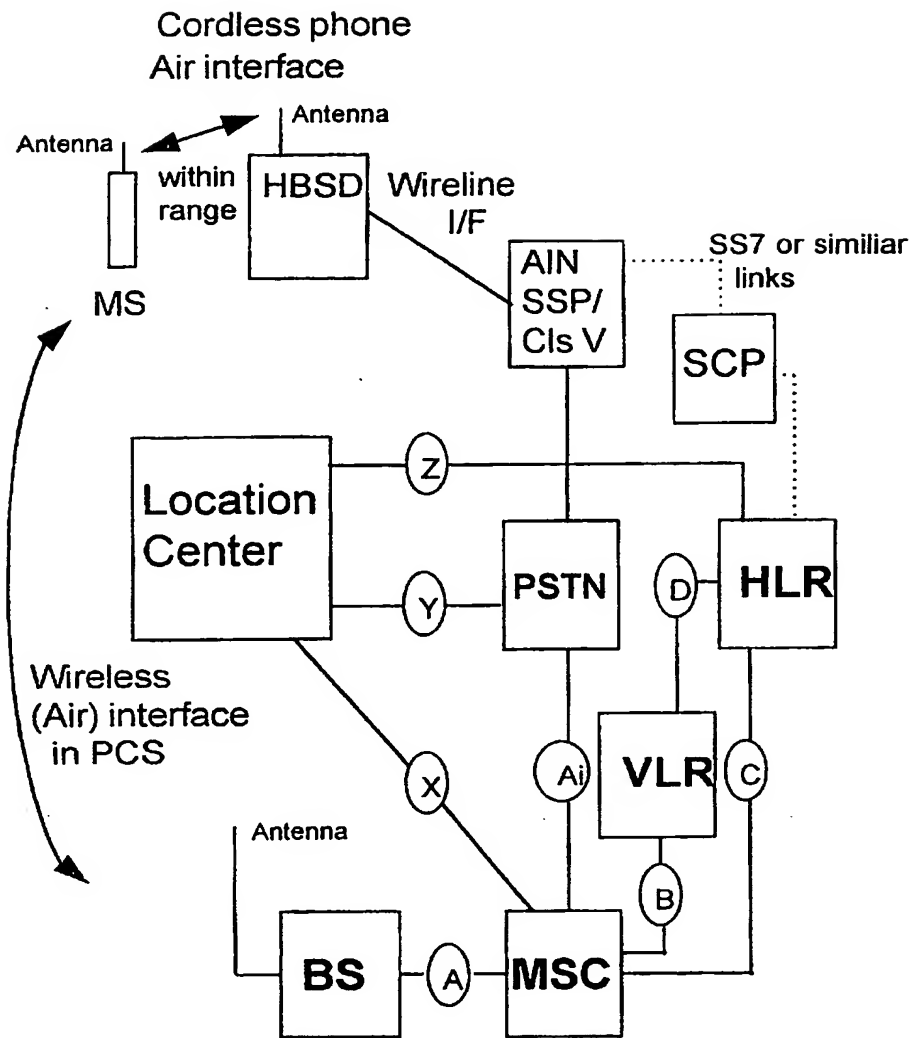 Cordless phone
Air interface
Antenna
Antenna
within
range
HBSD
Wireline
I/F
MS
AIN
SSP/
Cls V
SS7 or similiar
links
SCP
Location
Center
Z
Y
PSTN
D
HLR
Wireless
(Air) interface
in PCS
X
Ai
VLR
C
Antenna
B
BS
A
MSC